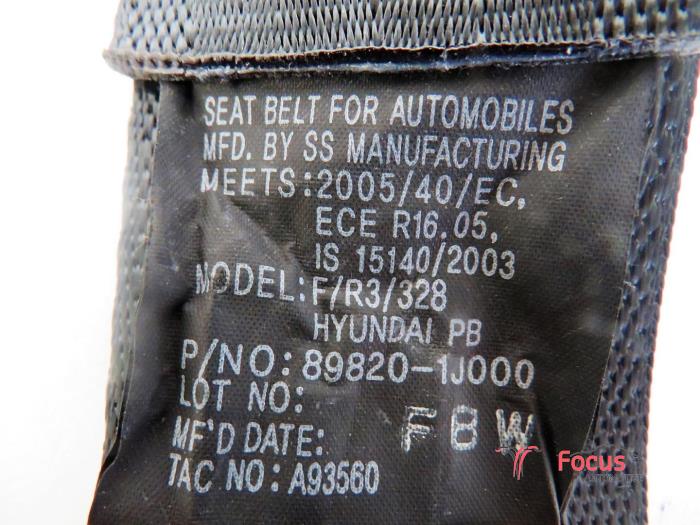 SEAT BELT FOR AUTOMOBILES
MFD. BY SS MANUFACTURING
MEETS:2005/40/EC,
ECE R16.05,
IS 15140/2003
MODEL:F/R3/328
HYUNDAI PB
P/NO:89820-1J000
LOT NO:
MF'D DATE: FBW
TAC NO:A93560
Focus